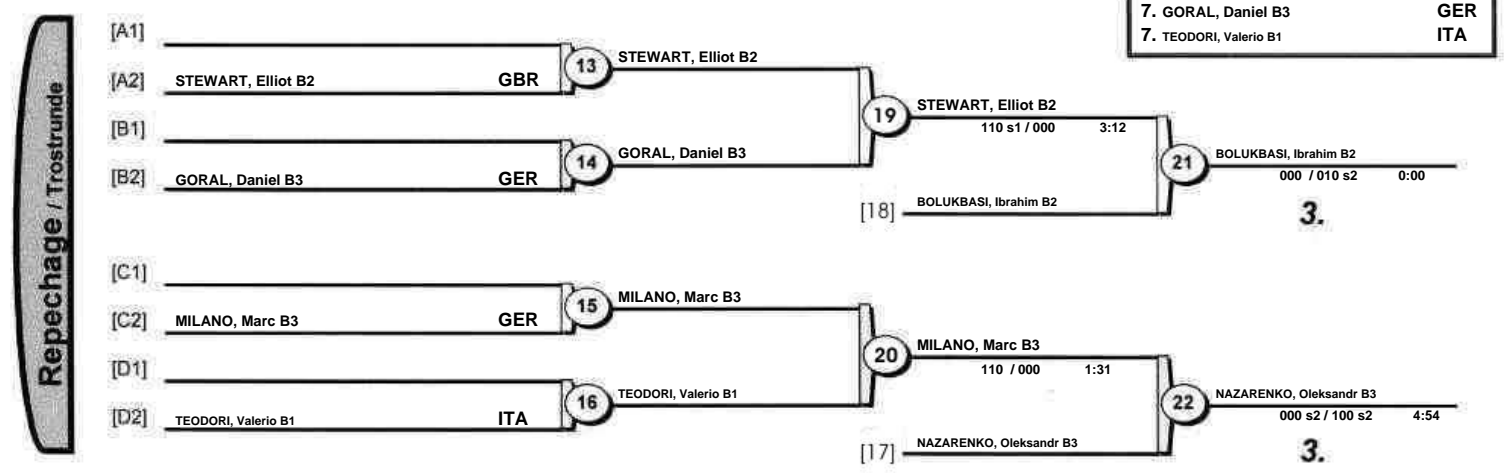 7. GORAL, Daniel B3 GER
7. TEODORI, Valerio B1 ITA
Repechage / Trostrunde
[A1]
[A2] STEWART, Elliot B2 GBR
13 STEWART, Elliot B2
[B1]
[B2] GORAL, Daniel B3 GER
14 GORAL, Daniel B3
19 STEWART, Elliot B2
110 s1 / 000 3:12
[18] BOLUKBASI, Ibrahim B2
21 BOLUKBASI, Ibrahim B2
000 / 010 s2 0:00
3.
[C1]
[C2] MILANO, Marc B3 GER
15 MILANO, Marc B3
[D1]
[D2] TEODORI, Valerio B1 ITA
16 TEODORI, Valerio B1
20 MILANO, Marc B3
110 / 000 1:31
[17] NAZARENKO, Oleksandr B3
22 NAZARENKO, Oleksandr B3
000 s2 / 100 s2 4:54
3.